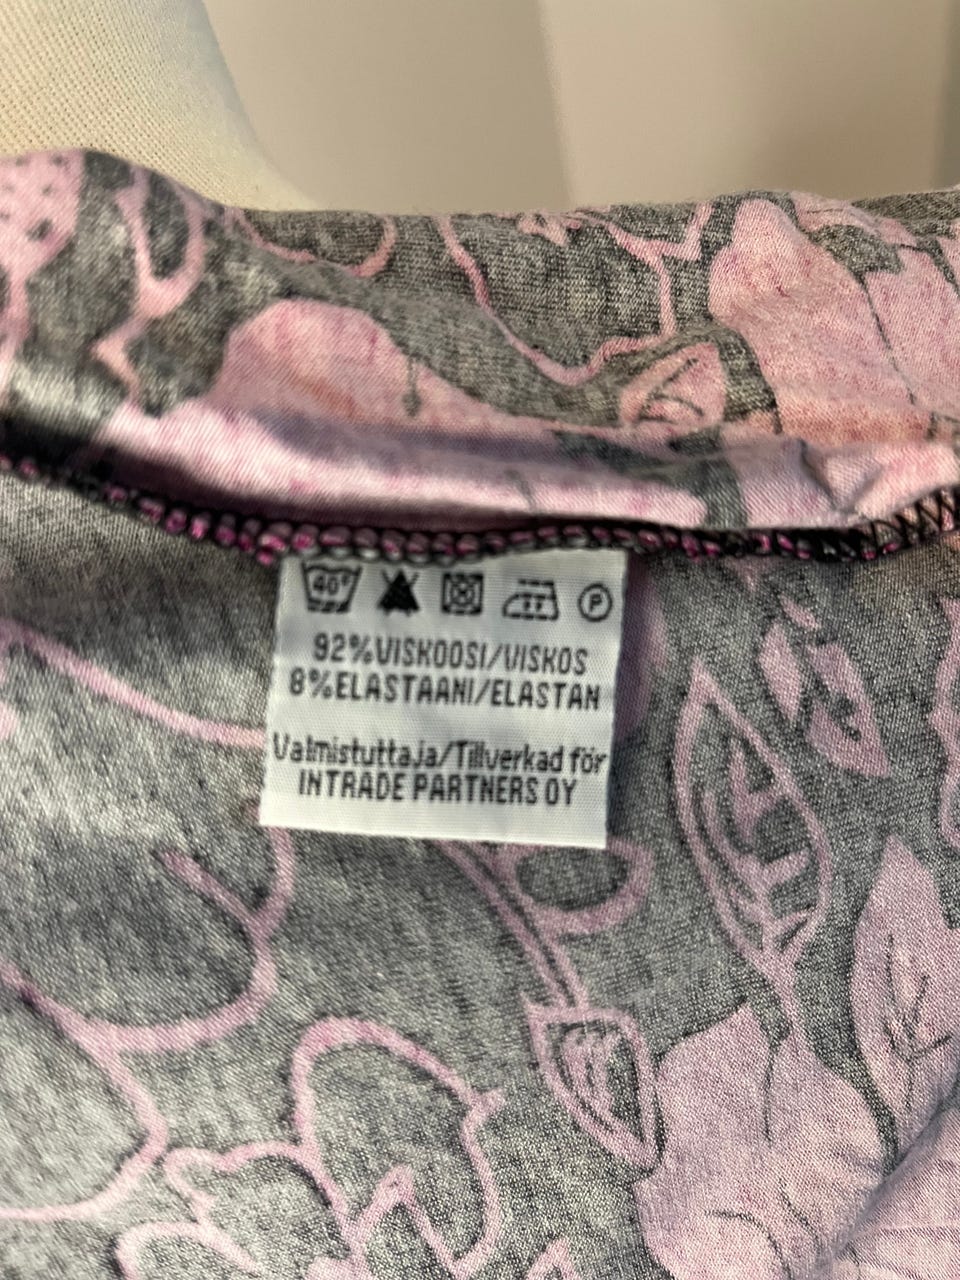 40°
P
92%VISKOOSI/VISKOS
8%ELASTAANI/ELASTAN
Valmistuttaja/Tillverkad för
INTRADE PARTNERS OY